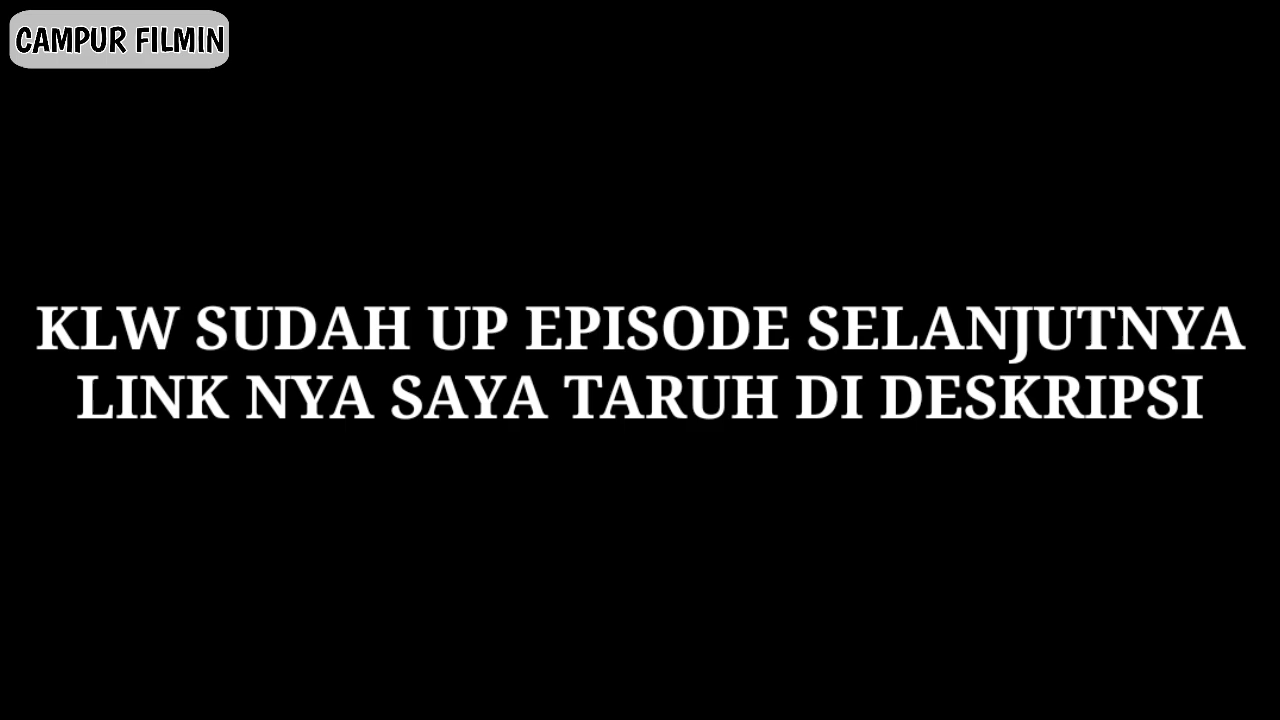 CAMPUR FILMIN
KLW SUDAH UP EPISODE SELANJUTNYA
LINK NYA SAYA TARUH DI DESKRIPSI